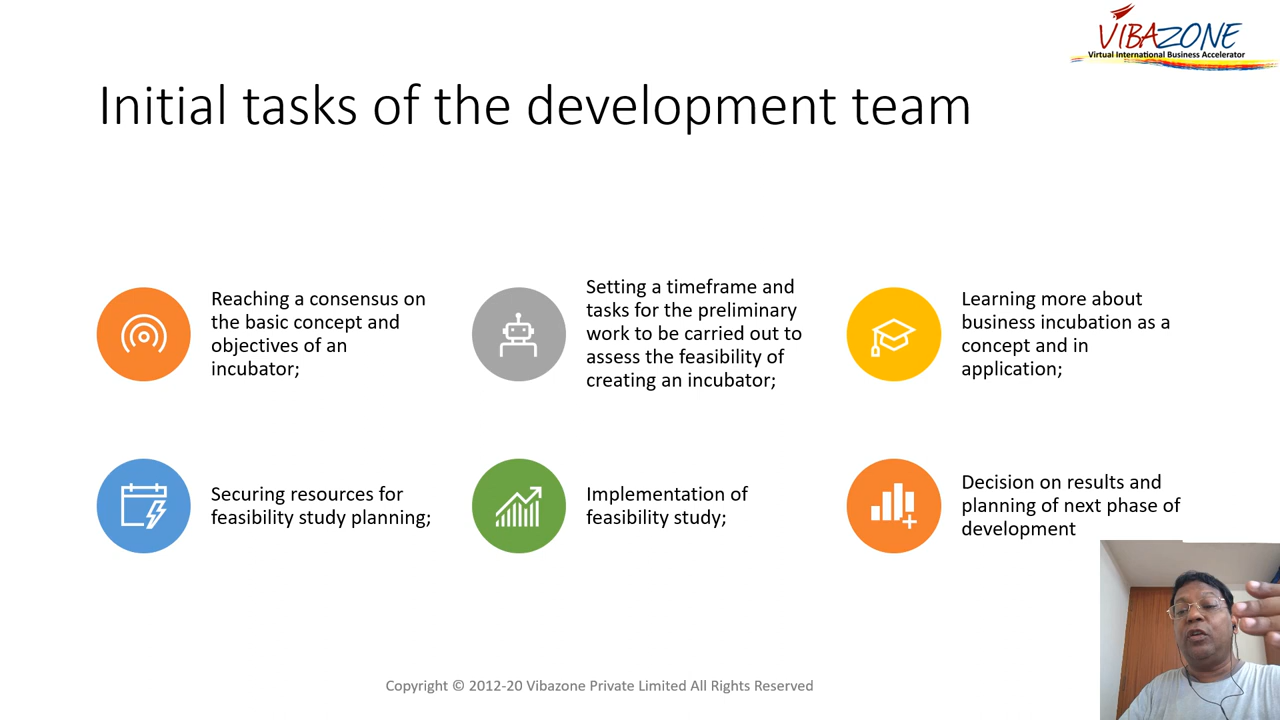 VIBAZONE
Virtual International Business Accelerator
Initial tasks of the development team
Reaching a consensus on
the basic concept and
objectives of an
incubator;
Setting a timeframe and
tasks for the preliminary
work to be carried out to
assess the feasibility of
creating an incubator;
Learning more about
business incubation as a
concept and in
application;
Securing resources for
feasibility study planning;
Implementation of
feasibility study;
Decision on results and
planning of next phase of
development
Copyright © 2012-20 Vibazone Private Limited All Rights Reserved